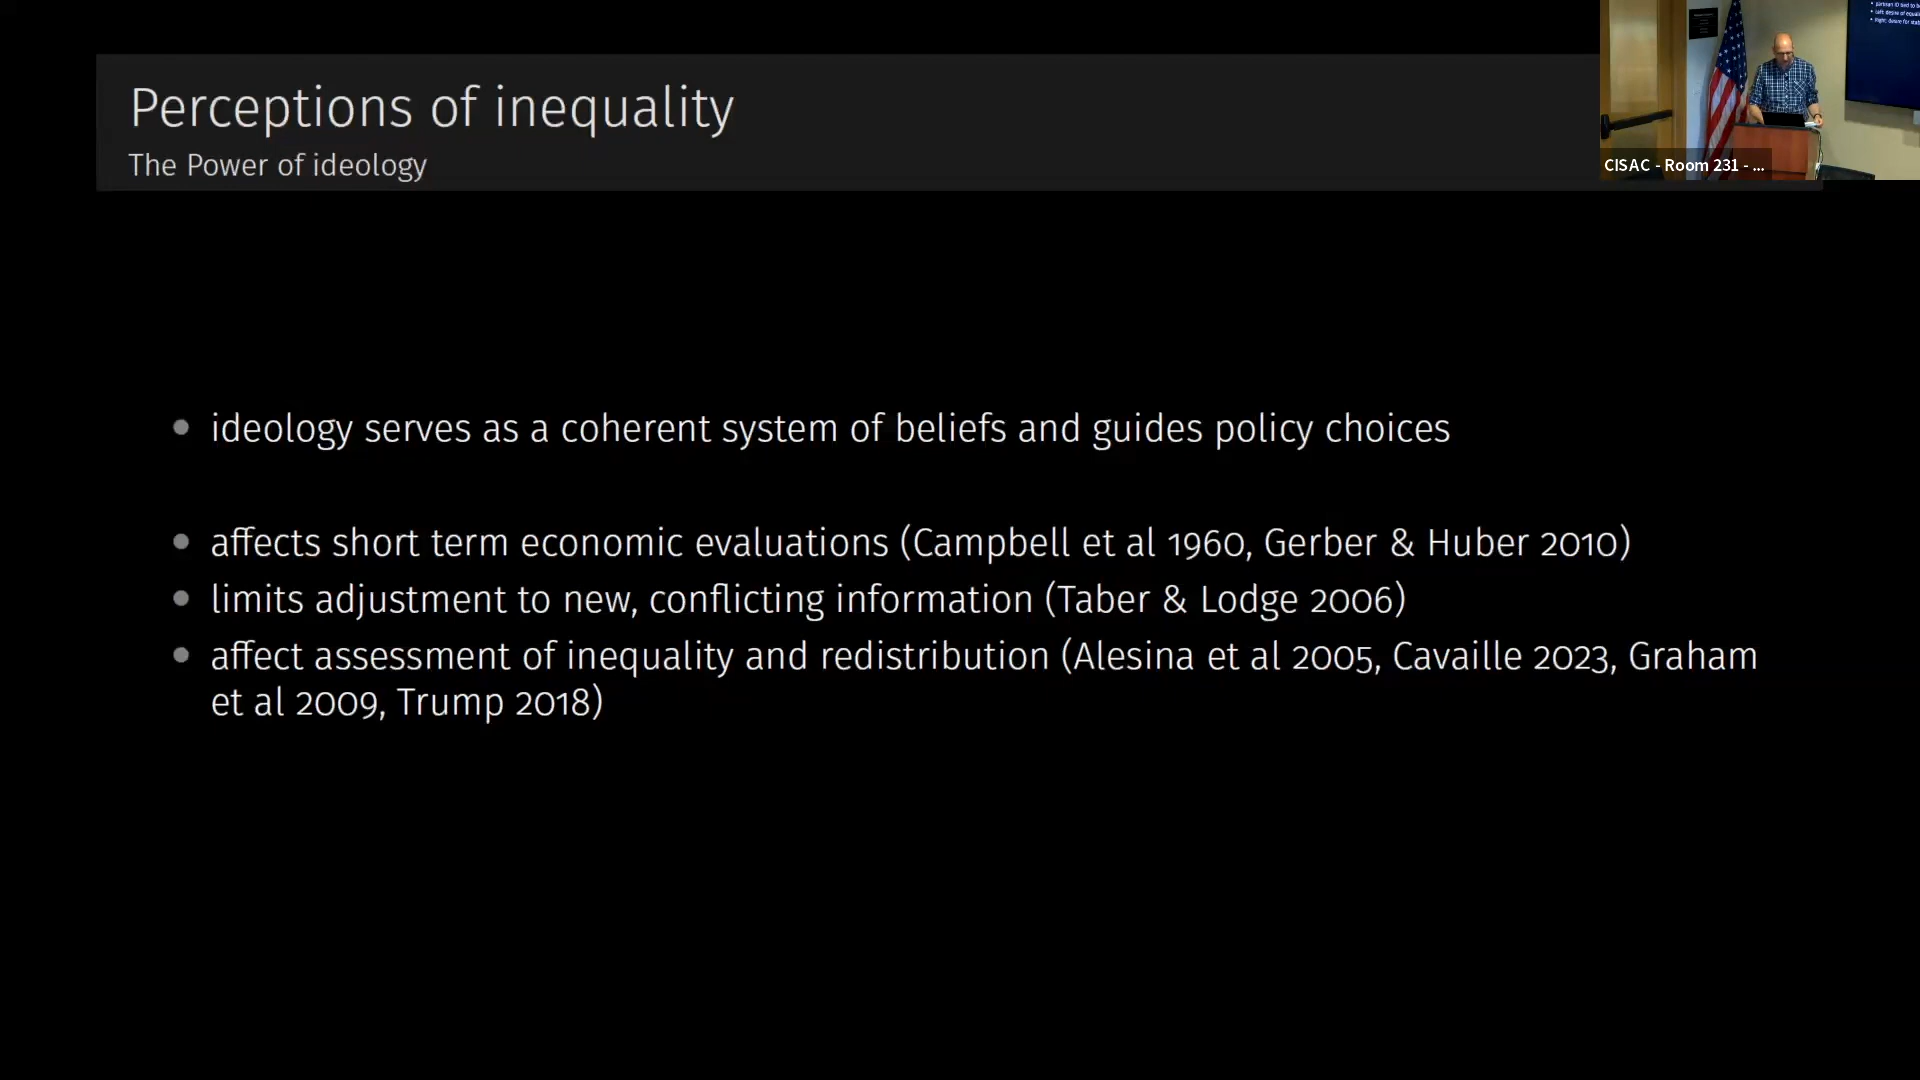 Perceptions of inequality
The Power of ideology
CISAC - Room 231 - ...
ideology serves as a coherent system of beliefs and guides policy choices
affects short term economic evaluations (Campbell et al 1960, Gerber & Huber 2010)
limits adjustment to new, conflicting information (Taber & Lodge 2006)
affect assessment of inequality and redistribution (Alesina et al 2005, Cavaille 2023, Graham
et al 2009, Trump 2018)